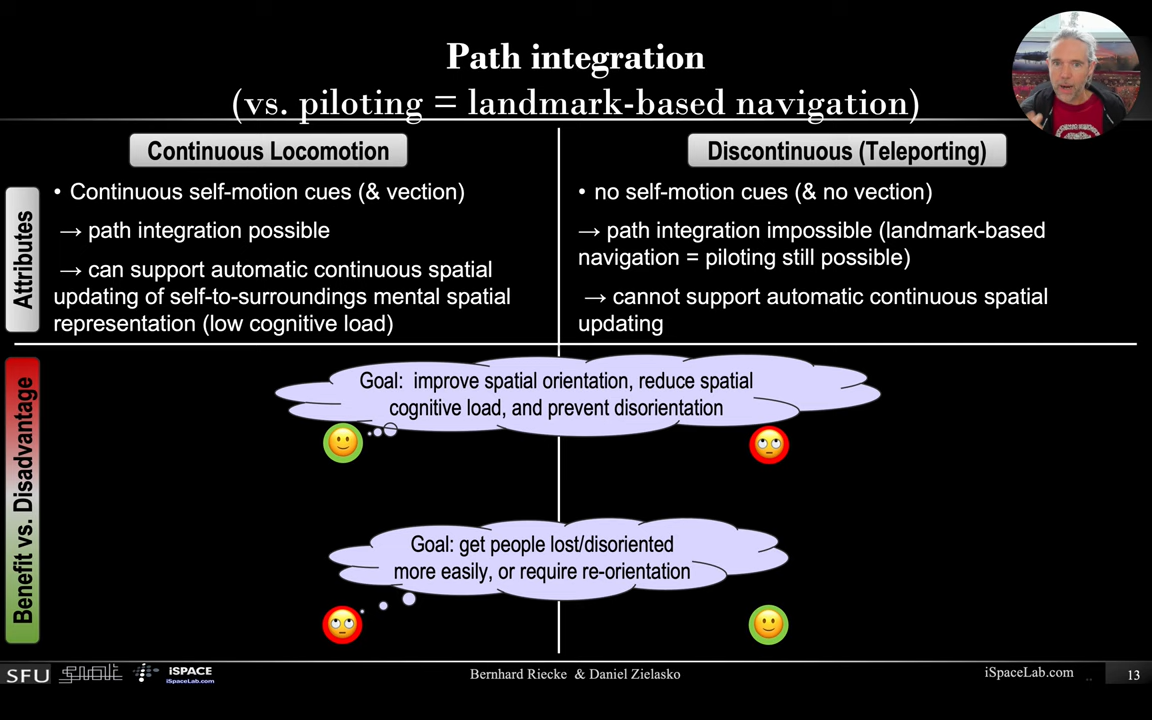 Path integration
(vs. piloting = landmark-based navigation)
Continuous Locomotion
Discontinuous (Teleporting)
Attributes
• Continuous self-motion cues (& vection)
→ path integration possible
→ can support automatic continuous spatial
updating of self-to-surroundings mental spatial
representation (low cognitive load)
• no self-motion cues (& no vection)
→ path integration impossible (landmark-based
navigation = piloting still possible)
→ cannot support automatic continuous spatial
updating
Benefit vs. Disadvantage
Goal: improve spatial orientation, reduce spatial
cognitive load, and prevent disorientation
Goal: get people lost/disoriented
more easily, or require re-orientation
SFU
iSPACE
iSpaceLab.com
Bernhard Riecke & Daniel Zielasko
iSpaceLab.com
13